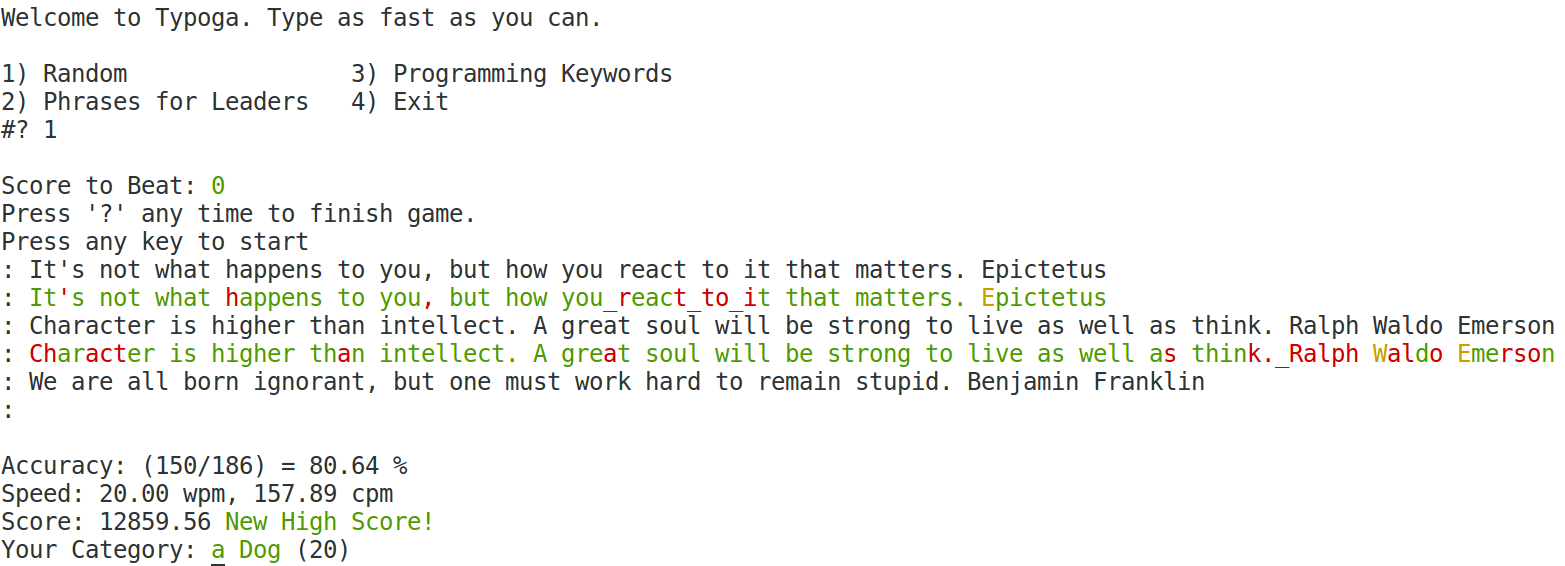 Welcome to Typoga. Type as fast as you can.
1) Random                3) Programming Keywords
2) Phrases for Leaders   4) Exit
#? 1
Score to Beat: 0
Press '?' any time to finish game.
Press any key to start
: It's not what happens to you, but how you react to it that matters. Epictetus
: It's not what happens to you, but how you_react_to_it that matters. Epictetus
: Character is higher than intellect. A great soul will be strong to live as well as think. Ralph Waldo Emerson
: Character is higher than intellect. A great soul will be strong to live as well as think._Ralph Waldo Emerson
: We are all born ignorant, but one must work hard to remain stupid. Benjamin Franklin
:
Accuracy: (150/186) = 80.64 %
Speed: 20.00 wpm, 157.89 cpm
Score: 12859.56 New High Score!
Your Category: a Dog (20)